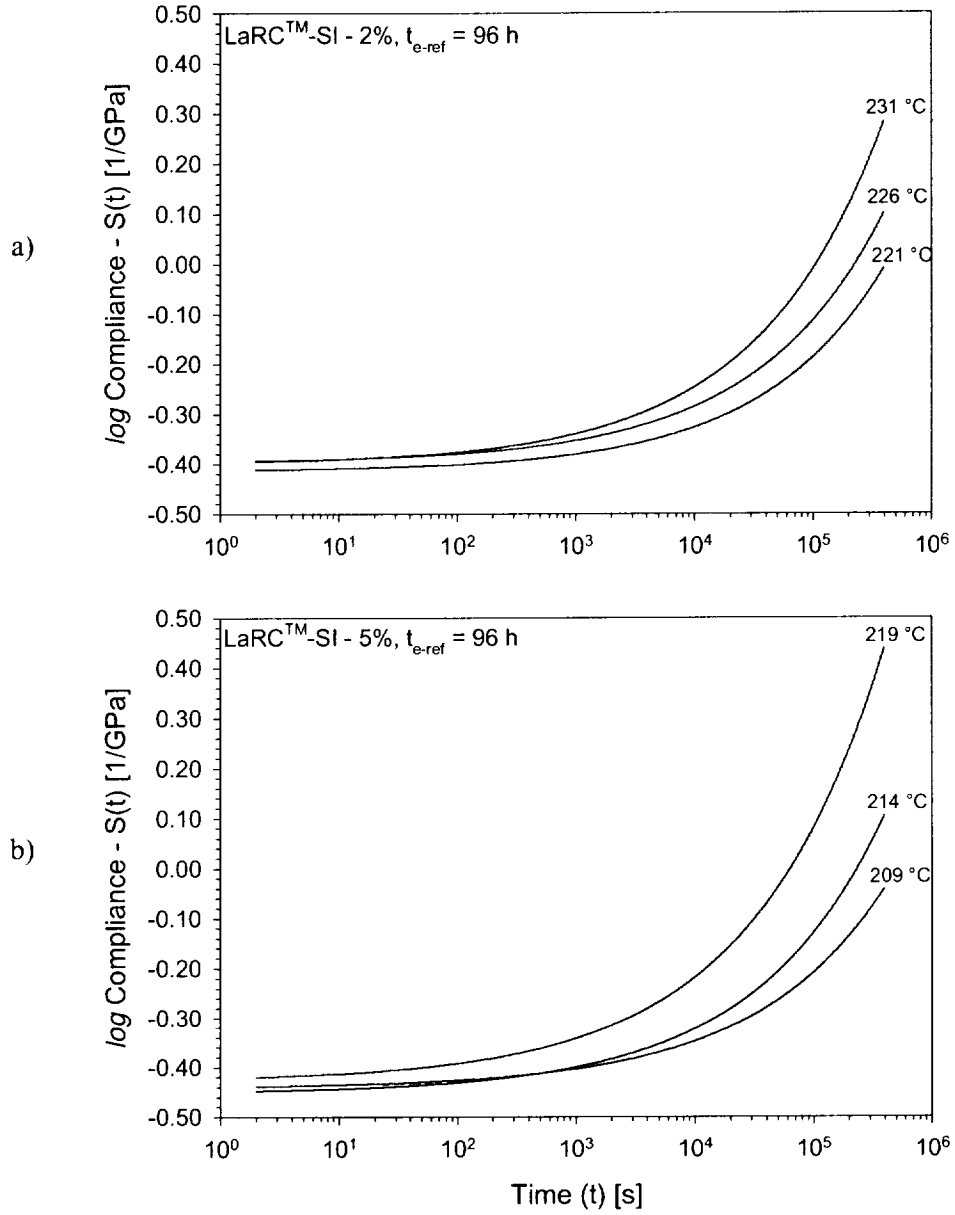 a)
LaRC™-SI - 2%, t_e-ref = 96 h
log Compliance - S(t) [1/GPa]
0.50
0.40
0.30
0.20
0.10
0.00
-0.10
-0.20
-0.30
-0.40
-0.50
231 °C
226 °C
221 °C
10⁰
10¹
10²
10³
10⁴
10⁵
10⁶
b)
LaRC™-SI - 5%, t_e-ref = 96 h
log Compliance - S(t) [1/GPa]
0.50
0.40
0.30
0.20
0.10
0.00
-0.10
-0.20
-0.30
-0.40
-0.50
219 °C
214 °C
209 °C
10⁰
10¹
10²
10³
10⁴
10⁵
10⁶
Time (t) [s]